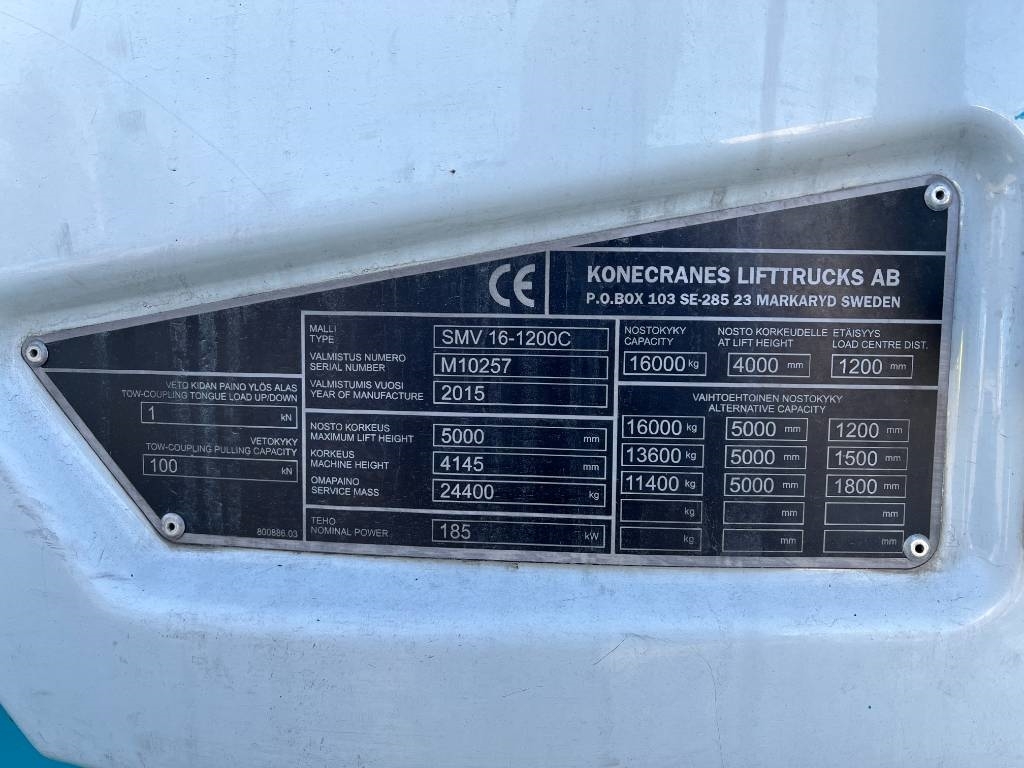 CE
KONECRANES LIFTTRUCKS AB
P.O.BOX 103 SE-285 23 MARKARYD SWEDEN
VETO KIDAN PAINO YLÖS ALAS
TOW-COUPLING TONGUE LOAD UP/DOWN
1 kN
VETOKYKY
TOW-COUPLING PULLING CAPACITY
100 kN
800886.03
MALLI
TYPE
SMV 16-1200C
VALMISTUS NUMERO
SERIAL NUMBER
M10257
VALMISTUMIS VUOSI
YEAR OF MANUFACTURE
2015
NOSTO KORKEUS
MAXIMUM LIFT HEIGHT
5000 mm
KORKEUS
MACHINE HEIGHT
4145 mm
OMAPAINO
SERVICE MASS
24400 kg
TEHO
NOMINAL POWER
185 kW
NOSTOKYKY NOSTO KORKEUDELLE ETÄISYYS
CAPACITY AT LIFT HEIGHT LOAD CENTRE DIST.
16000 kg 4000 mm 1200 mm
VAIHTOEHTOINEN NOSTOKYKY
ALTERNATIVE CAPACITY
16000 kg 5000 mm 1200 mm
13600 kg 5000 mm 1500 mm
11400 kg 5000 mm 1800 mm
kg mm mm
kg mm mm